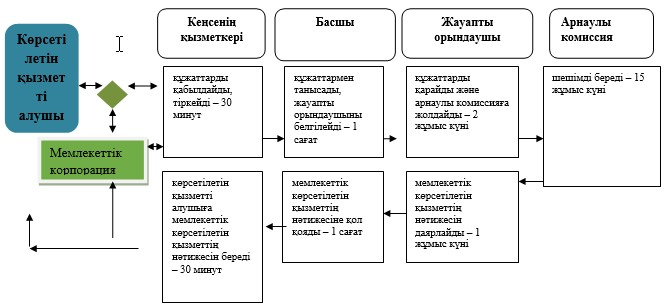 Көрсеті
летін
қызмет
ті
алушы
Мемлекеттік
корпорация
Кеңсенің
қызметкері
Басшы
Жауапты
орындаушы
Арнаулы
комиссия
құжаттарды
қабылдайды,
тіркейді – 30
минут
құжаттармен
танысады,
жауапты
орындаушыны
белгілейді – 1
сағат
құжаттарды
қарайды және
арнаулы комиссияға
жолдайды – 2
жұмыс күні
шешімді береді – 15
жұмыс күні
көрсетілетін
қызметті
алушыға
мемлекеттік
көрсетілетін
қызметтің
нәтижесін береді
– 30 минут
мемлекеттік
көрсетілетін
қызметтің
нәтижесіне қол
қояды – 1 сағат
мемлекеттік
көрсетілетін
қызметтің
нәтижесін
даярлайды – 1
жұмыс күні